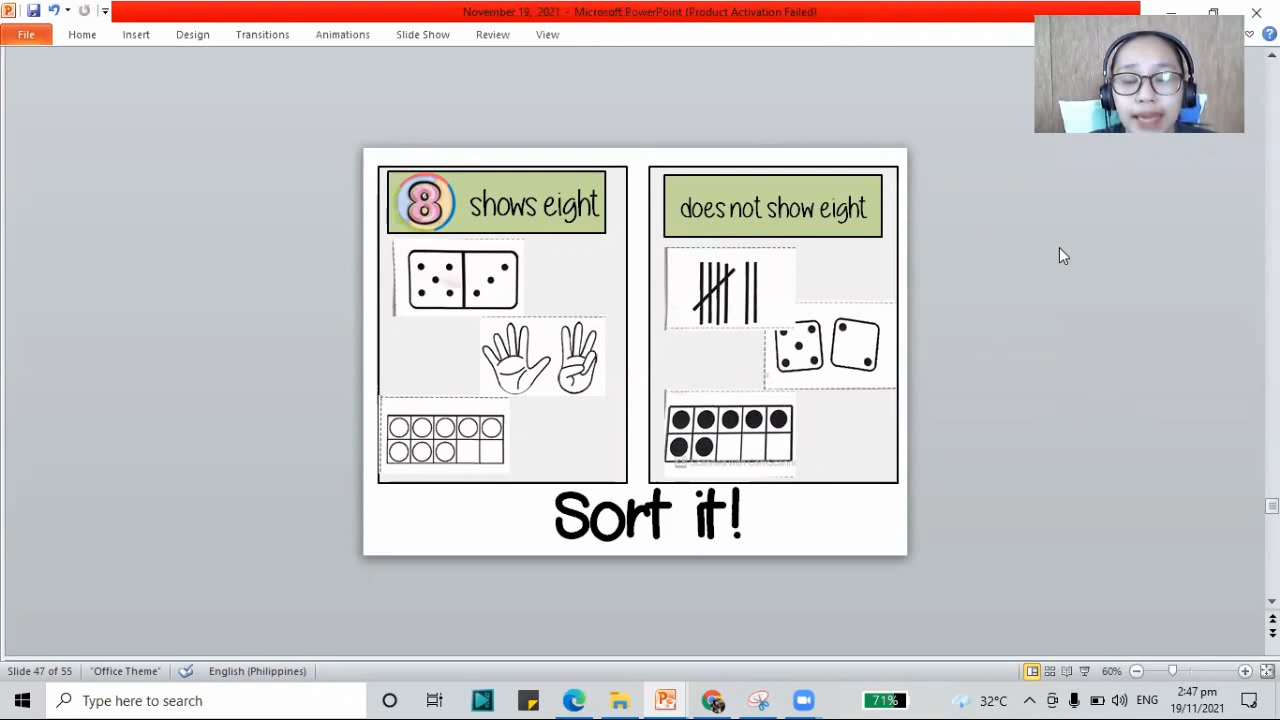 November 19, 2021 - Microsoft PowerPoint (Product Activation Failed)
File Home Insert Design Transitions Animations Slide Show Review View
8 shows eight
does not show eight
Sort it!
Slide 47 of 55 "Office Theme" English (Philippines) 60%
Type here to search
71% 32°C ENG 2:47 pm
19/11/2021